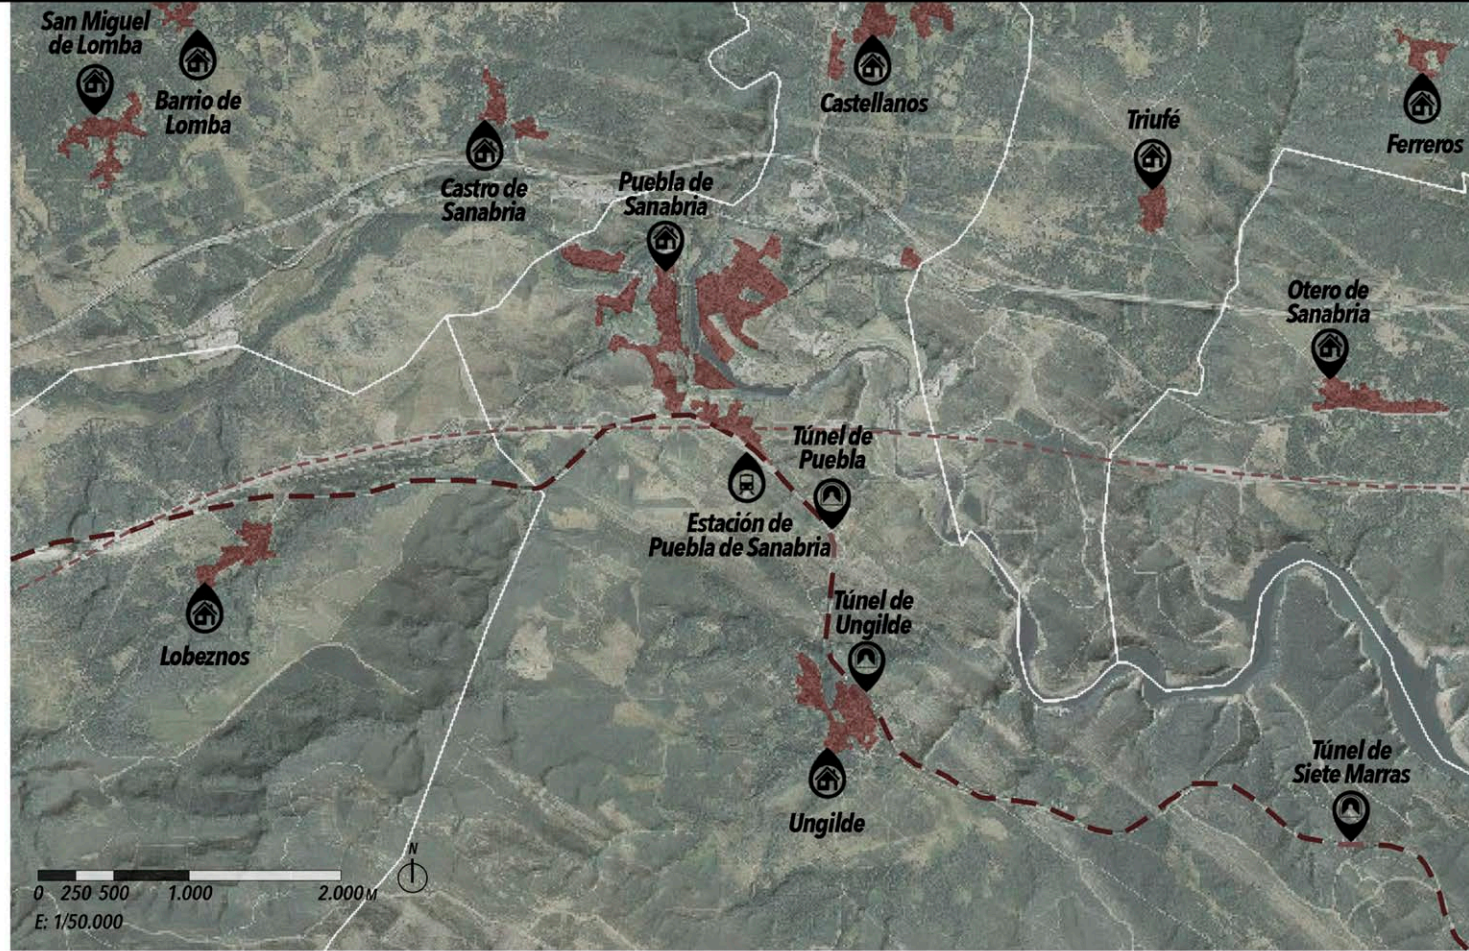 San Miguel
de Lomba
Barrio de
Lomba
Castellanos
Ferreros
Triufé
Castro de
Sanabria
Puebla de
Sanabria
Otero de
Sanabria
Túnel de
Puebla
Estación de
Puebla de Sanabria
Lobeznos
Túnel de
Ungilde
Ungilde
Túnel de
Siete Marras
N
0 250 500 1.000 2.000 M
E: 1/50.000